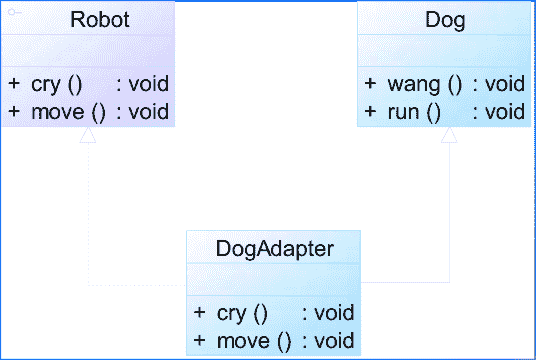 Robot
+ cry () : void
+ move () : void
Dog
+ wang () : void
+ run () : void
DogAdapter
+ cry () : void
+ move () : void